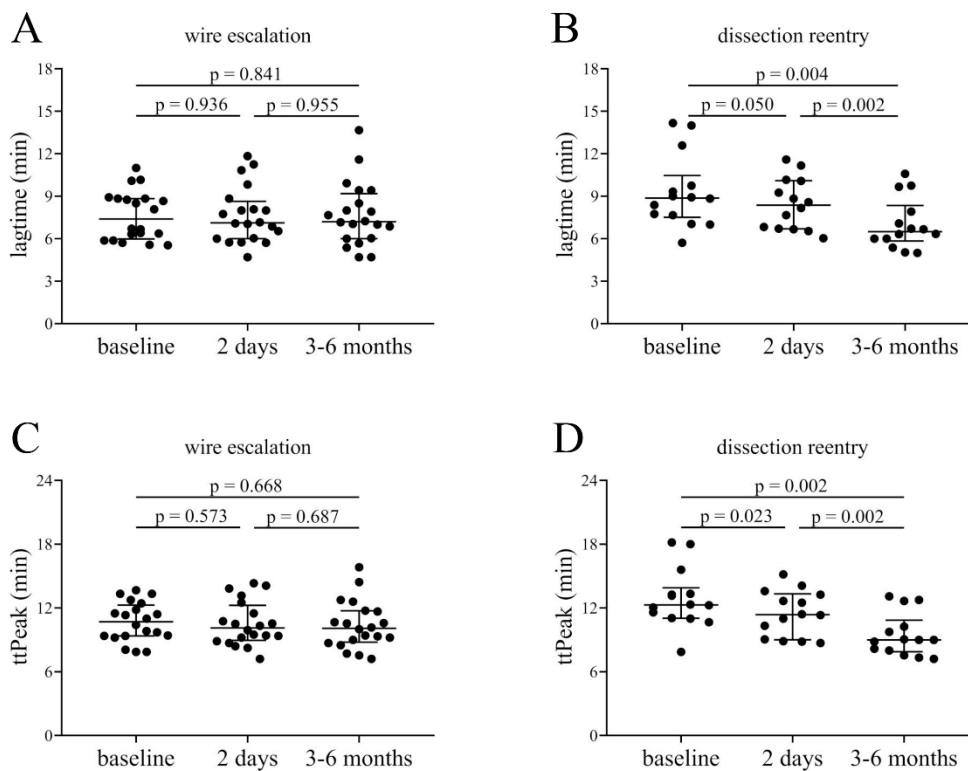 A
wire escalation
18
15
12
9
6
3
0
lagtime (min)
p = 0.841
p = 0.936
p = 0.955
baseline
2 days
3-6 months
B
dissection reentry
18
15
12
9
6
3
0
lagtime (min)
p = 0.004
p = 0.050
p = 0.002
baseline
2 days
3-6 months
C
wire escalation
24
18
12
6
0
ttPeak (min)
p = 0.668
p = 0.573
p = 0.687
baseline
2 days
3-6 months
D
dissection reentry
24
18
12
6
0
ttPeak (min)
p = 0.002
p = 0.023
p = 0.002
baseline
2 days
3-6 months